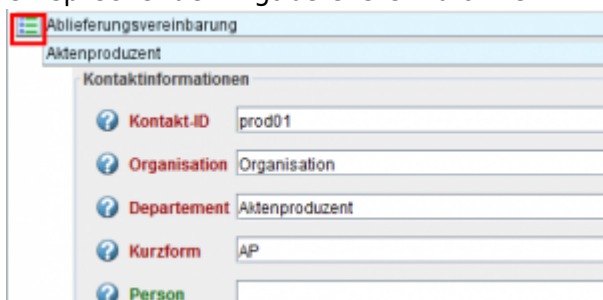 Ablieferungsvereinbarung
Aktenproduzent
Kontaktinformationen
Kontakt-ID prod01
Organisation Organisation
Departement Aktenproduzent
Kurzform AP
Person